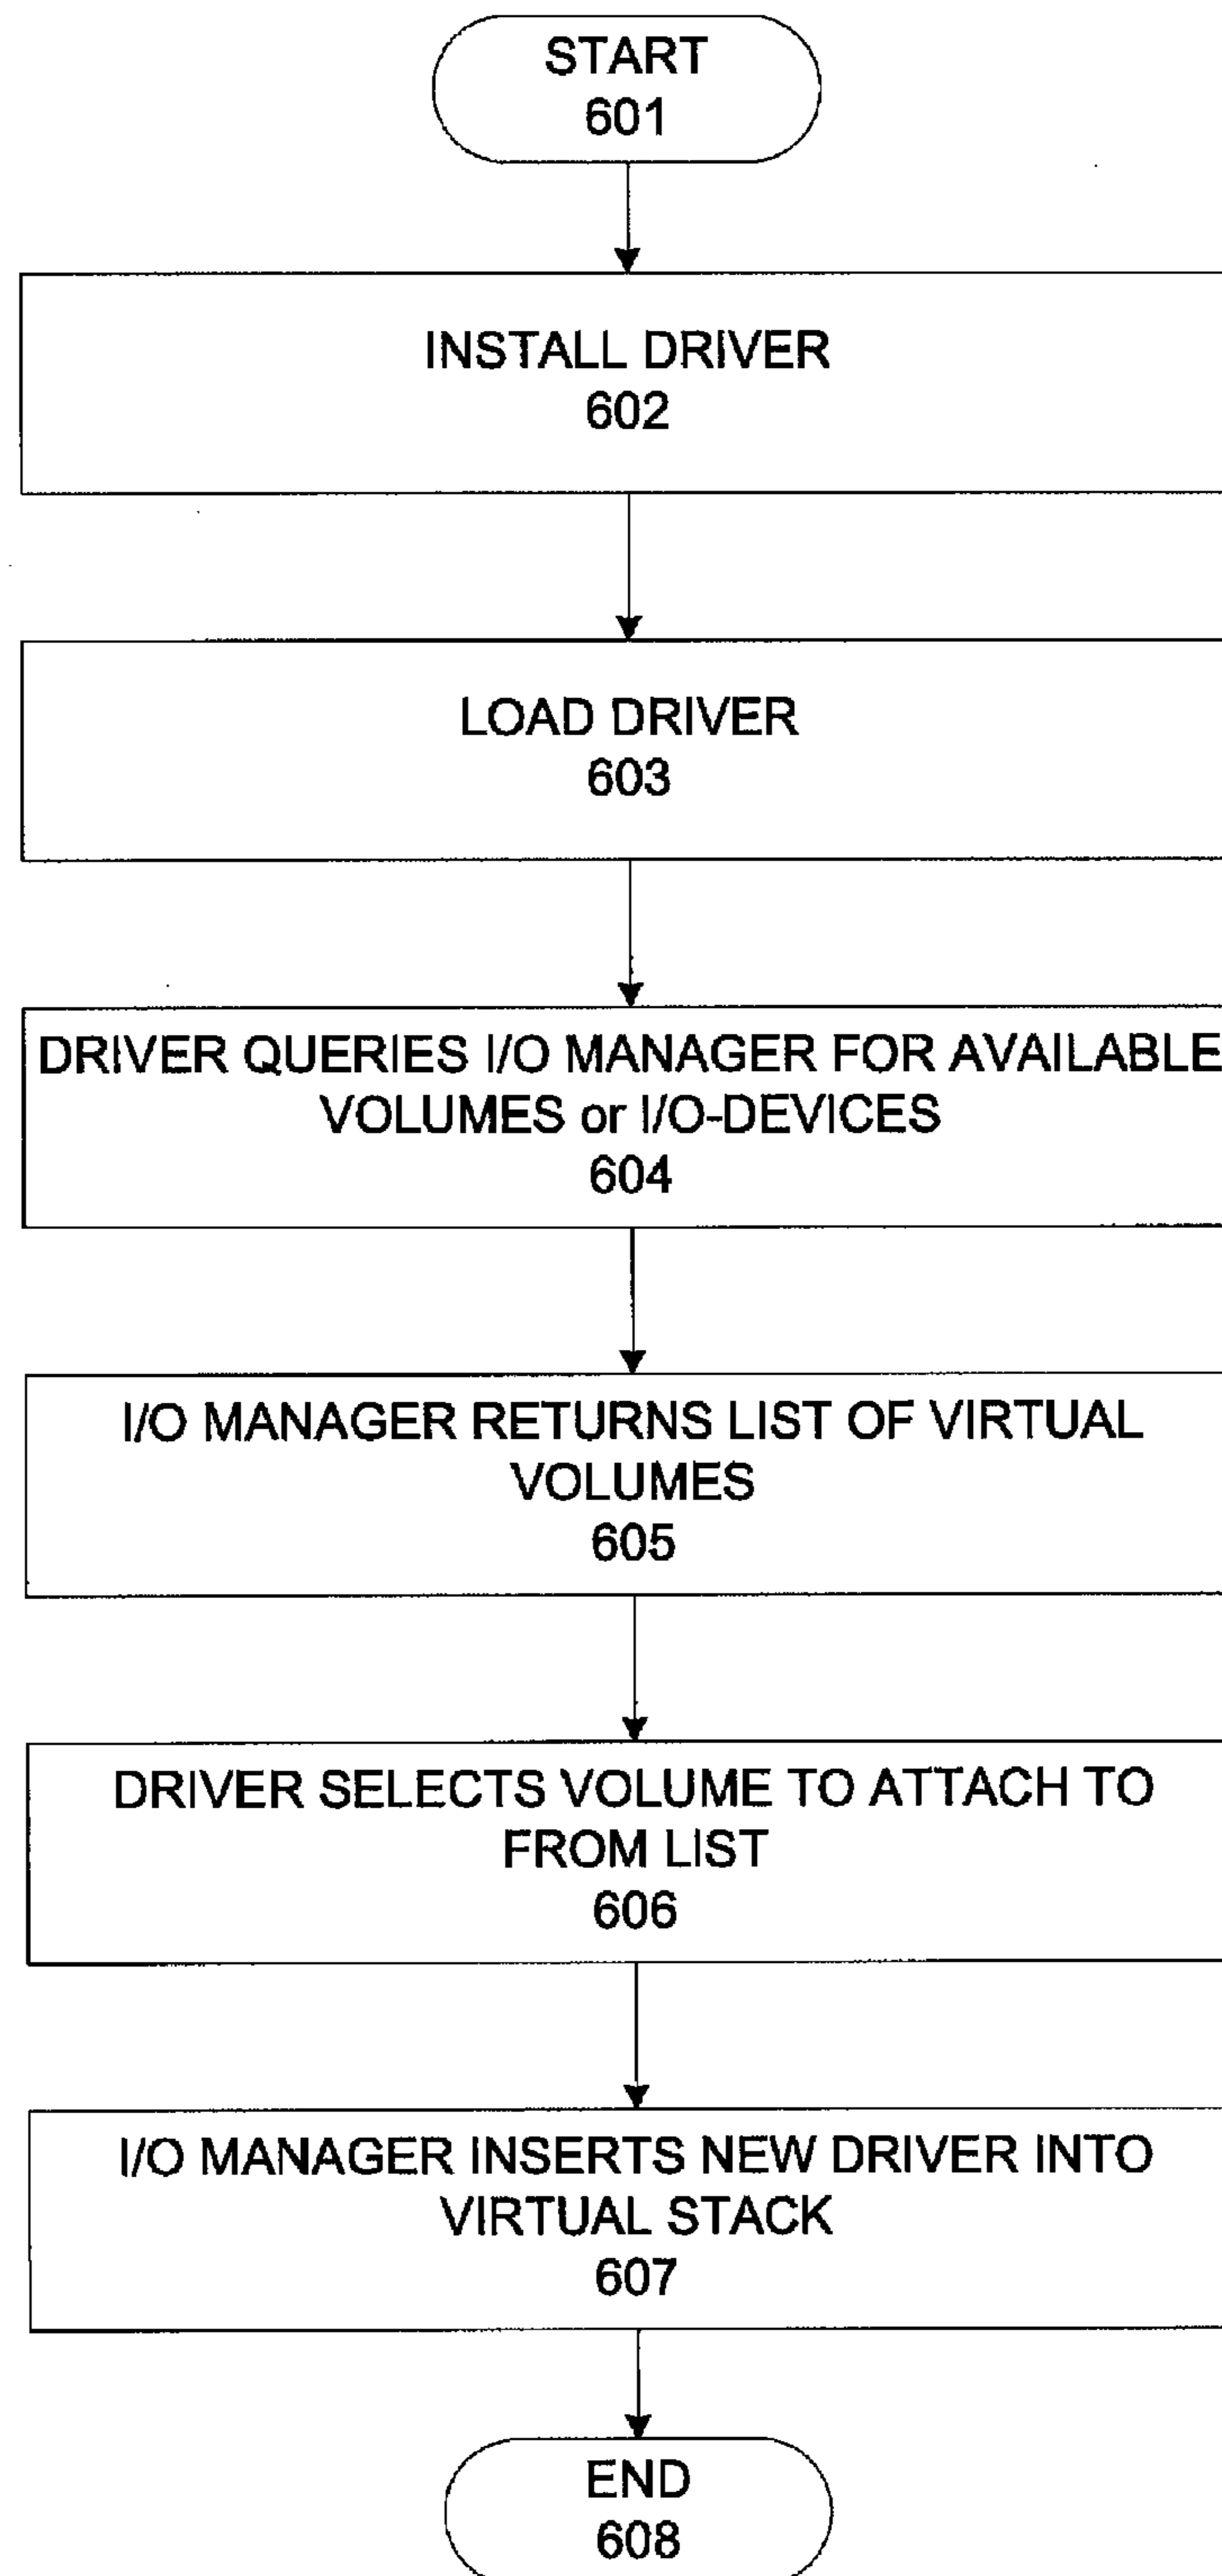 START
601
INSTALL DRIVER
602
LOAD DRIVER
603
DRIVER QUERIES I/O MANAGER FOR AVAILABLE
VOLUMES or I/O-DEVICES
604
I/O MANAGER RETURNS LIST OF VIRTUAL
VOLUMES
605
DRIVER SELECTS VOLUME TO ATTACH TO
FROM LIST
606
I/O MANAGER INSERTS NEW DRIVER INTO
VIRTUAL STACK
607
END
608